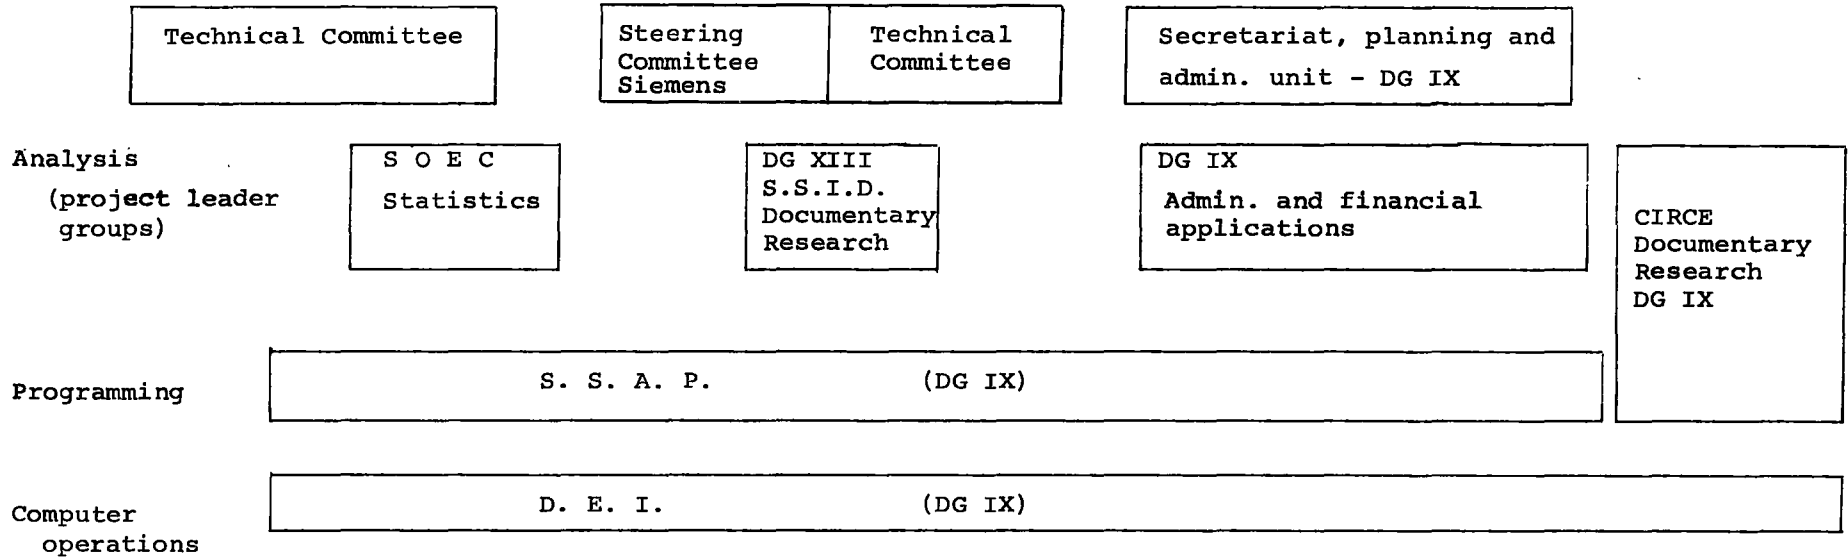 Technical Committee
Steering
Committee
Siemens
Technical
Committee
Secretariat, planning and
admin. unit - DG IX
Analysis
(project leader
groups)
S O E C
Statistics
DG XIII
S.S.I.D.
Documentary
Research
DG IX
Admin. and financial
applications
CIRCE
Documentary
Research
DG IX
Programming
S. S. A. P. (DG IX)
Computer
operations
D. E. I. (DG IX)